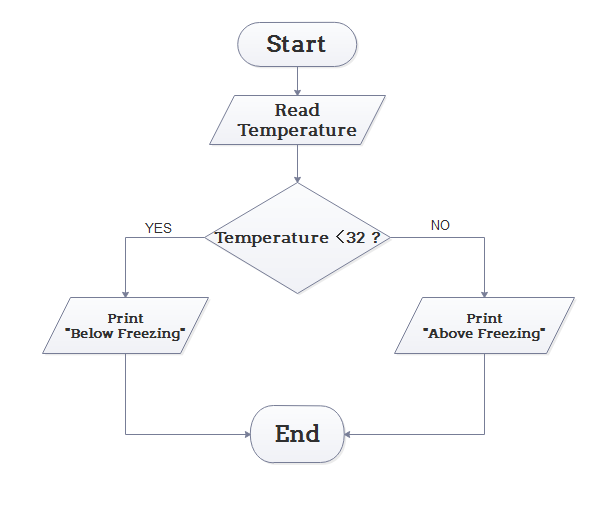 Start
Read
Temperature
Temperature <32 ?
YES
NO
Print
"Below Freezing"
Print
"Above Freezing"
End